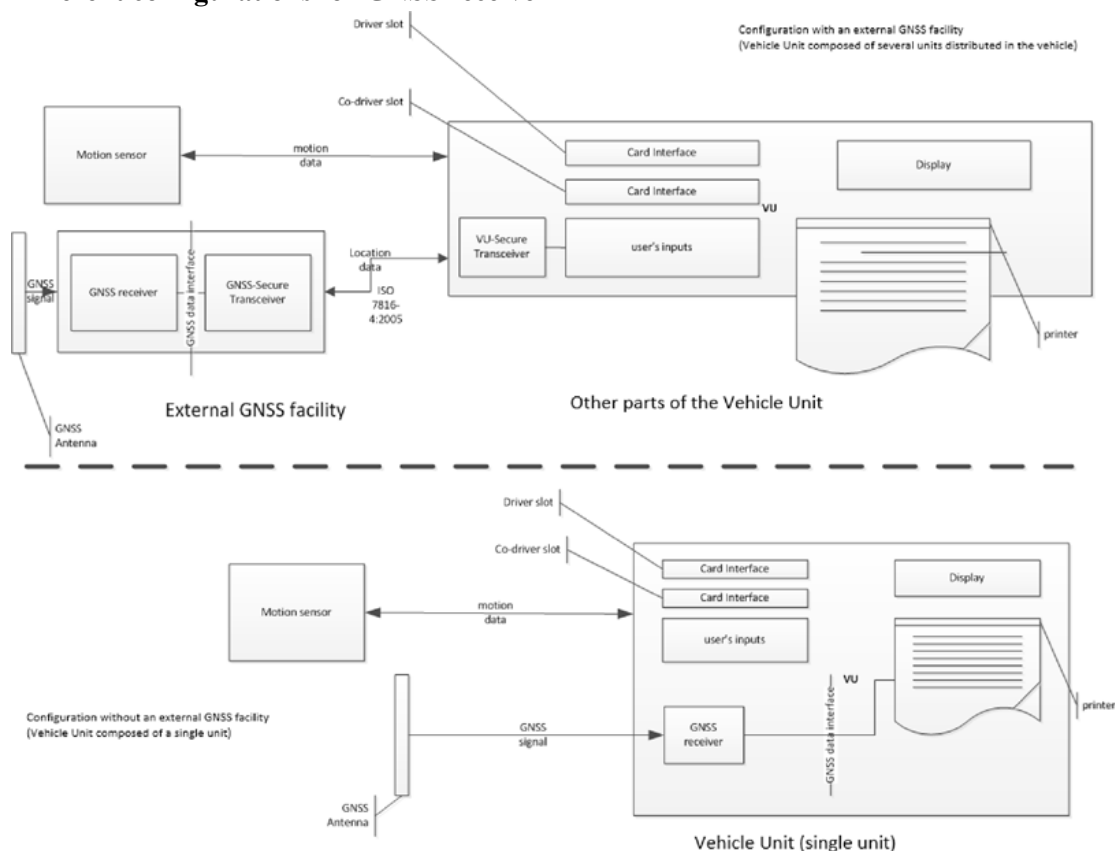 configurations for GNSS receiver
Driver slot
Configuration with an external GNSS facility
(Vehicle Unit composed of several units distributed in the vehicle)
Co-driver slot
Motion sensor
motion
data
Card Interface
Display
Card Interface
VU
VU-Secure
Transceiver
user's inputs
Location
data
GNSS
signal
GNSS receiver
GNSS data interface
GNSS-Secure
Transceiver
ISO
7816-
4:2005
printer
External GNSS facility
Other parts of the Vehicle Unit
GNSS
Antenna
Driver slot
Co-driver slot
Card Interface
Display
Card Interface
Motion sensor
motion
data
user's inputs
VU
Configuration without an external GNSS facility
(Vehicle Unit composed of a single unit)
GNSS
signal
GNSS
receiver
GNSS data interface
printer
GNSS
Antenna
Vehicle Unit (single unit)